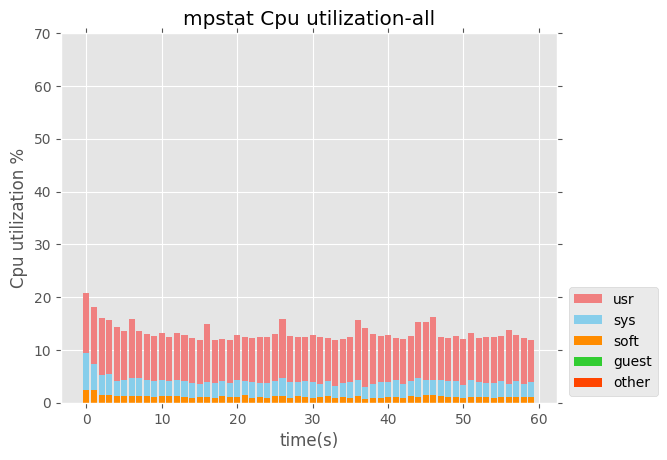 mpstat Cpu utilization-all
Cpu utilization %
70
60
50
40
30
20
10
0
0 10 20 30 40 50 60
time(s)
usr
sys
soft
guest
other